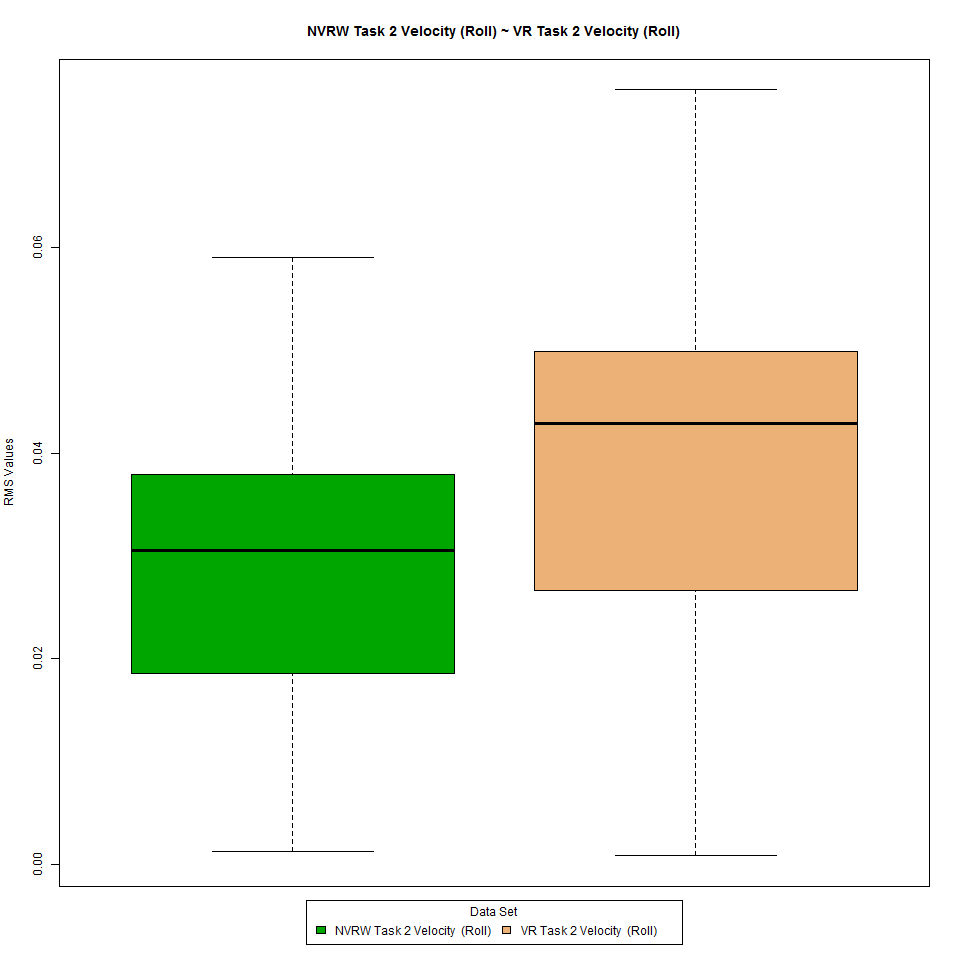 NVRW Task 2 Velocity (Roll) ~ VR Task 2 Velocity (Roll)
0.06
0.04
0.02
0.00
RMS Values
Data Set
NVRW Task 2 Velocity (Roll) VR Task 2 Velocity (Roll)